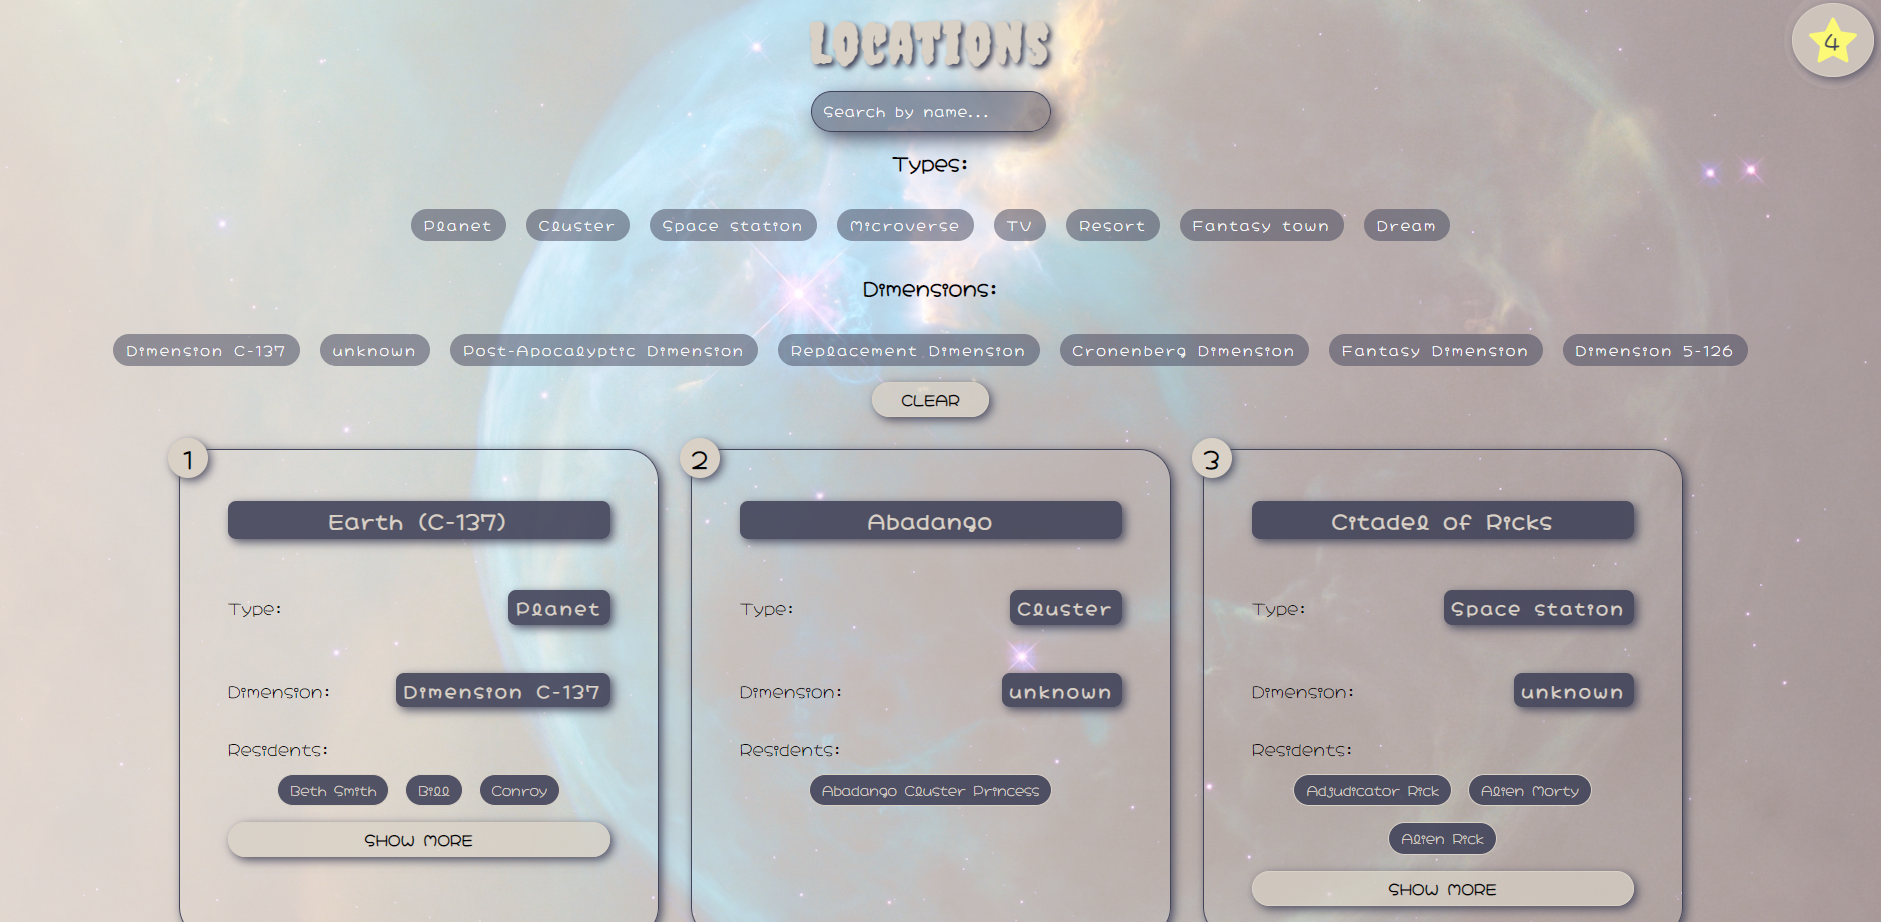 LOCATIONS
4
Search by name...
Types:
Planet Cluster Space station Microverse TV Resort Fantasy town Dream
Dimensions:
Dimension C-137 unknown Post-Apocalyptic Dimension Replacement Dimension Cronenberg Dimension Fantasy Dimension Dimension 5-126
CLEAR
1
Earth (C-137)
Type: Planet
Dimension: Dimension C-137
Residents:
Beth Smith Bill Conroy
SHOW MORE
2
Abadango
Type: Cluster
Dimension: unknown
Residents:
Abadango Cluster Princess
3
Citadel of Ricks
Type: Space station
Dimension: unknown
Residents:
Adjudicator Rick Alien Morty
Alien Rick
SHOW MORE